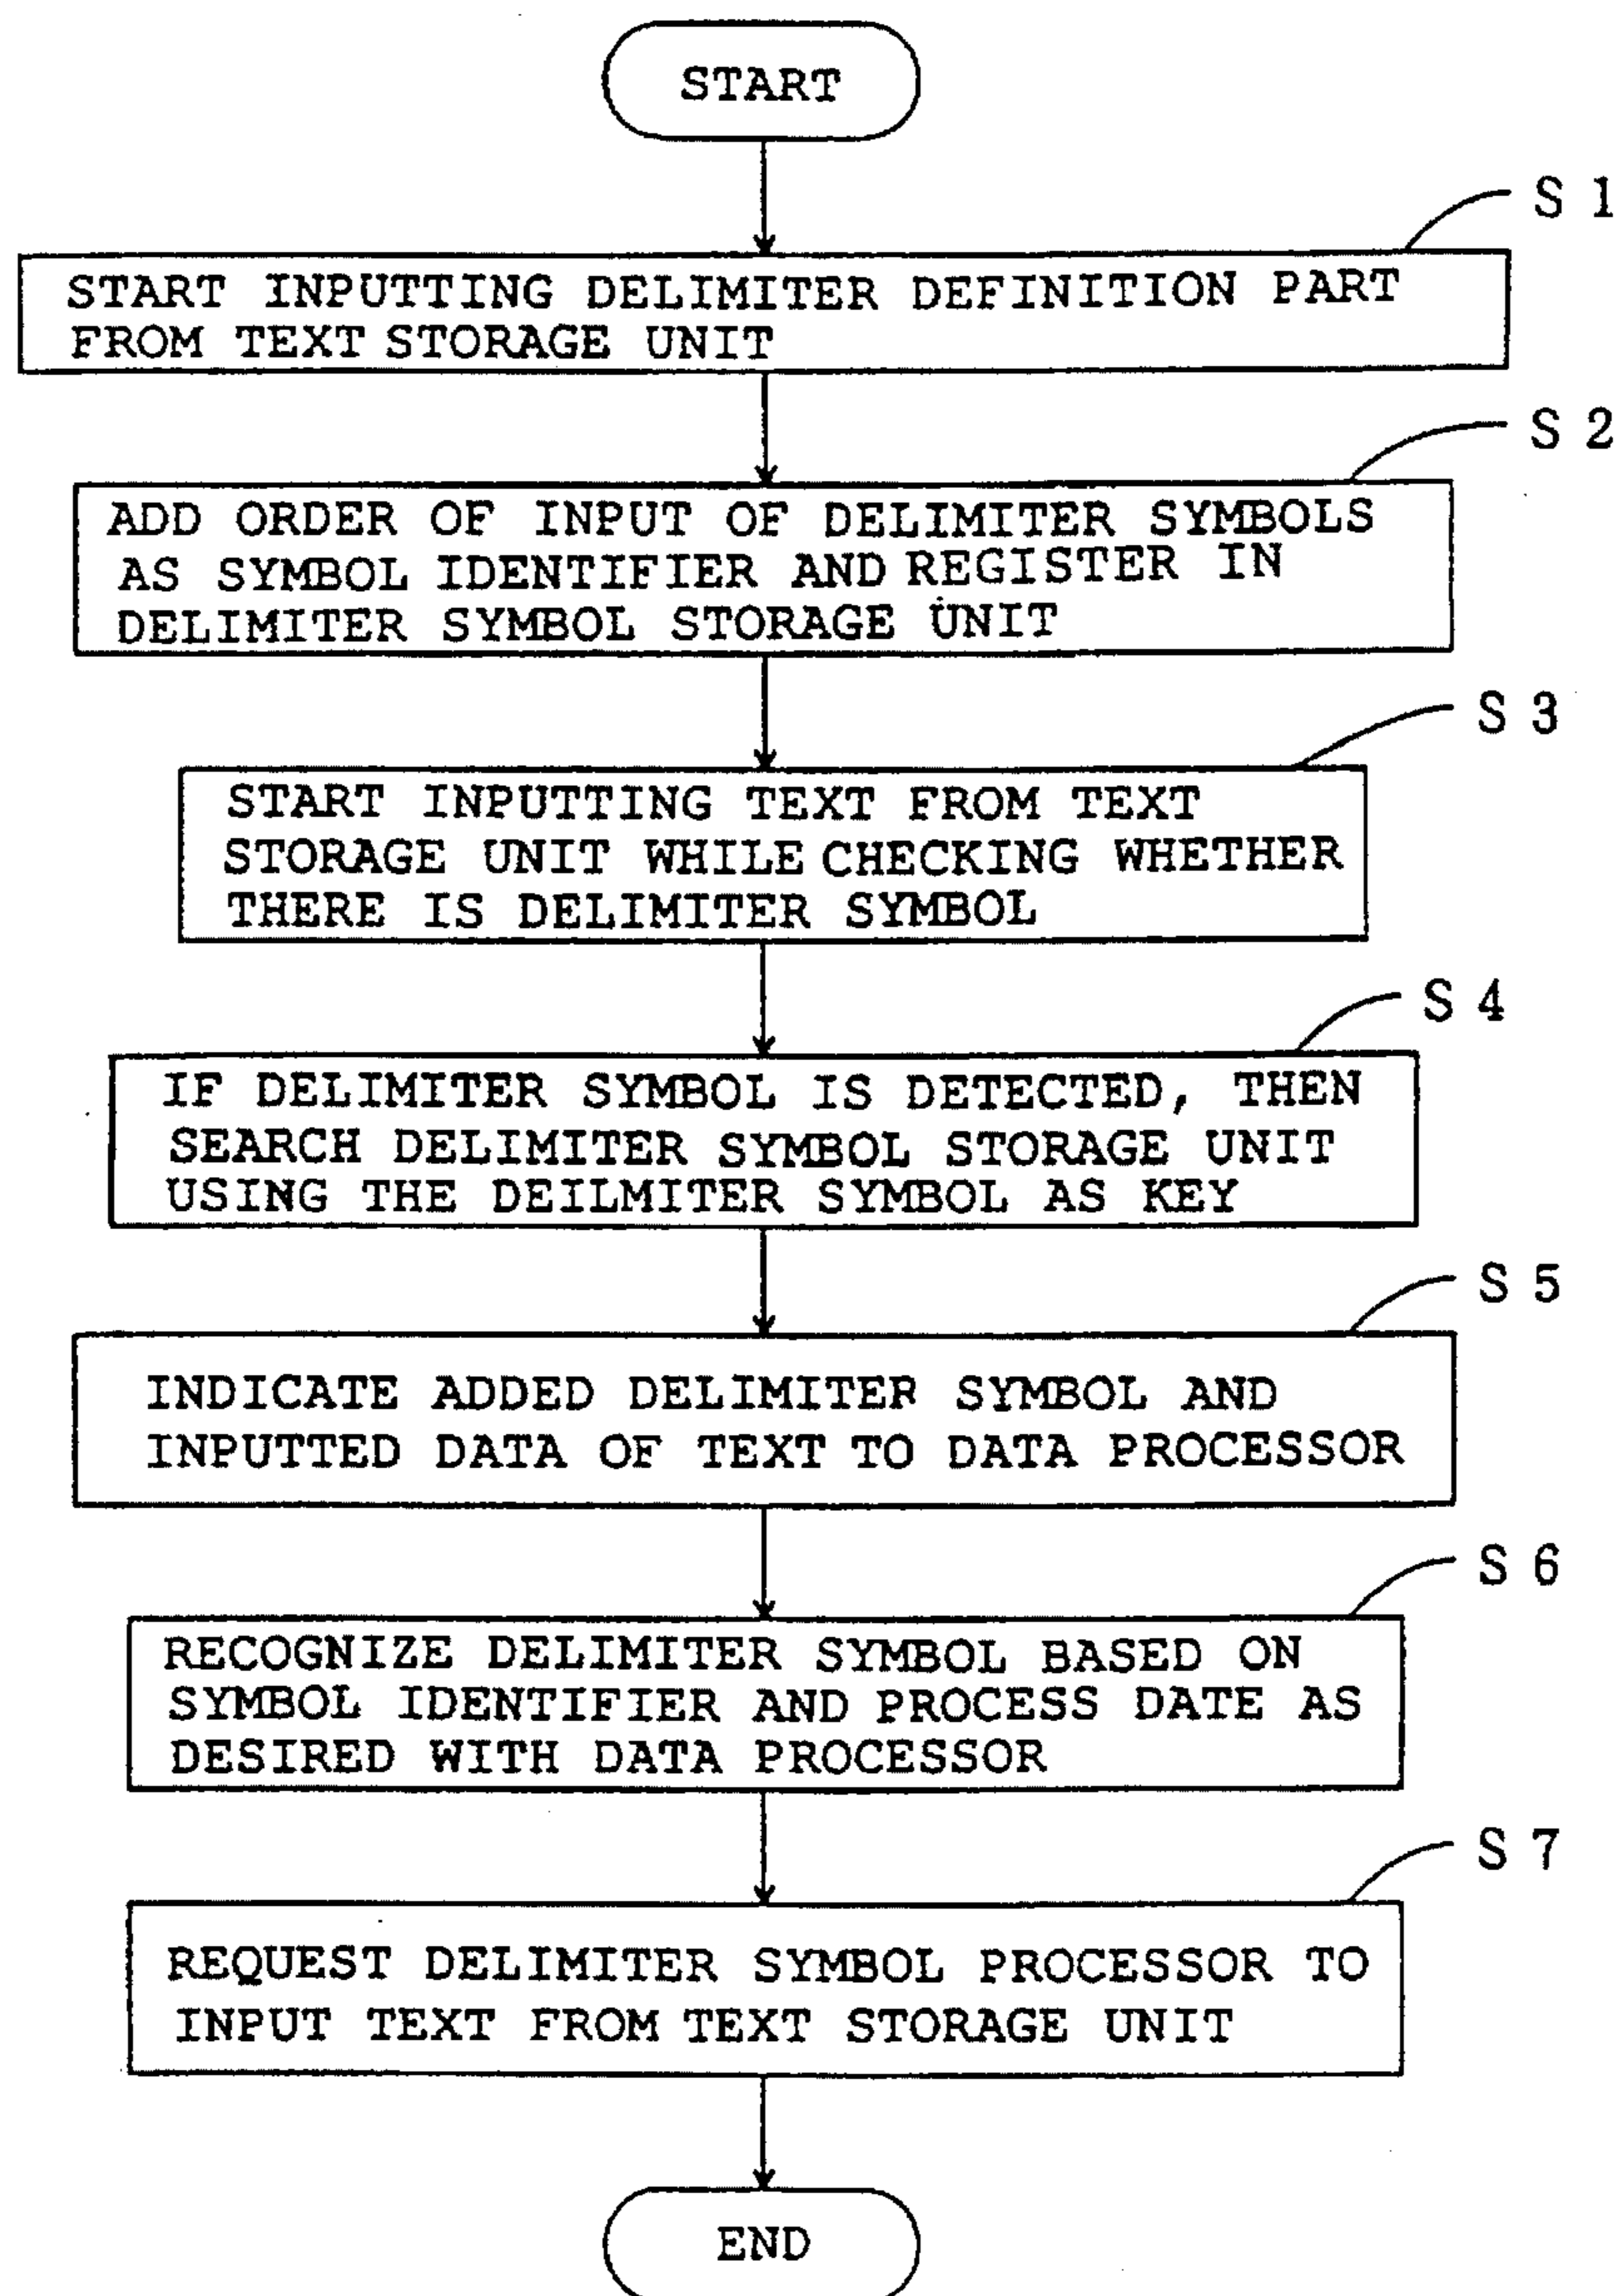 START
S 1
START INPUTTING DELIMITER DEFINITION PART
FROM TEXT STORAGE UNIT
S 2
ADD ORDER OF INPUT OF DELIMITER SYMBOLS
AS SYMBOL IDENTIFIER AND REGISTER IN
DELIMITER SYMBOL STORAGE UNIT
S 3
START INPUTTING TEXT FROM TEXT
STORAGE UNIT WHILE CHECKING WHETHER
THERE IS DELIMITER SYMBOL
S 4
IF DELIMITER SYMBOL IS DETECTED, THEN
SEARCH DELIMITER SYMBOL STORAGE UNIT
USING THE DEILMITER SYMBOL AS KEY
S 5
INDICATE ADDED DELIMITER SYMBOL AND
INPUTTED DATA OF TEXT TO DATA PROCESSOR
S 6
RECOGNIZE DELIMITER SYMBOL BASED ON
SYMBOL IDENTIFIER AND PROCESS DATE AS
DESIRED WITH DATA PROCESSOR
S 7
REQUEST DELIMITER SYMBOL PROCESSOR TO
INPUT TEXT FROM TEXT STORAGE UNIT
END